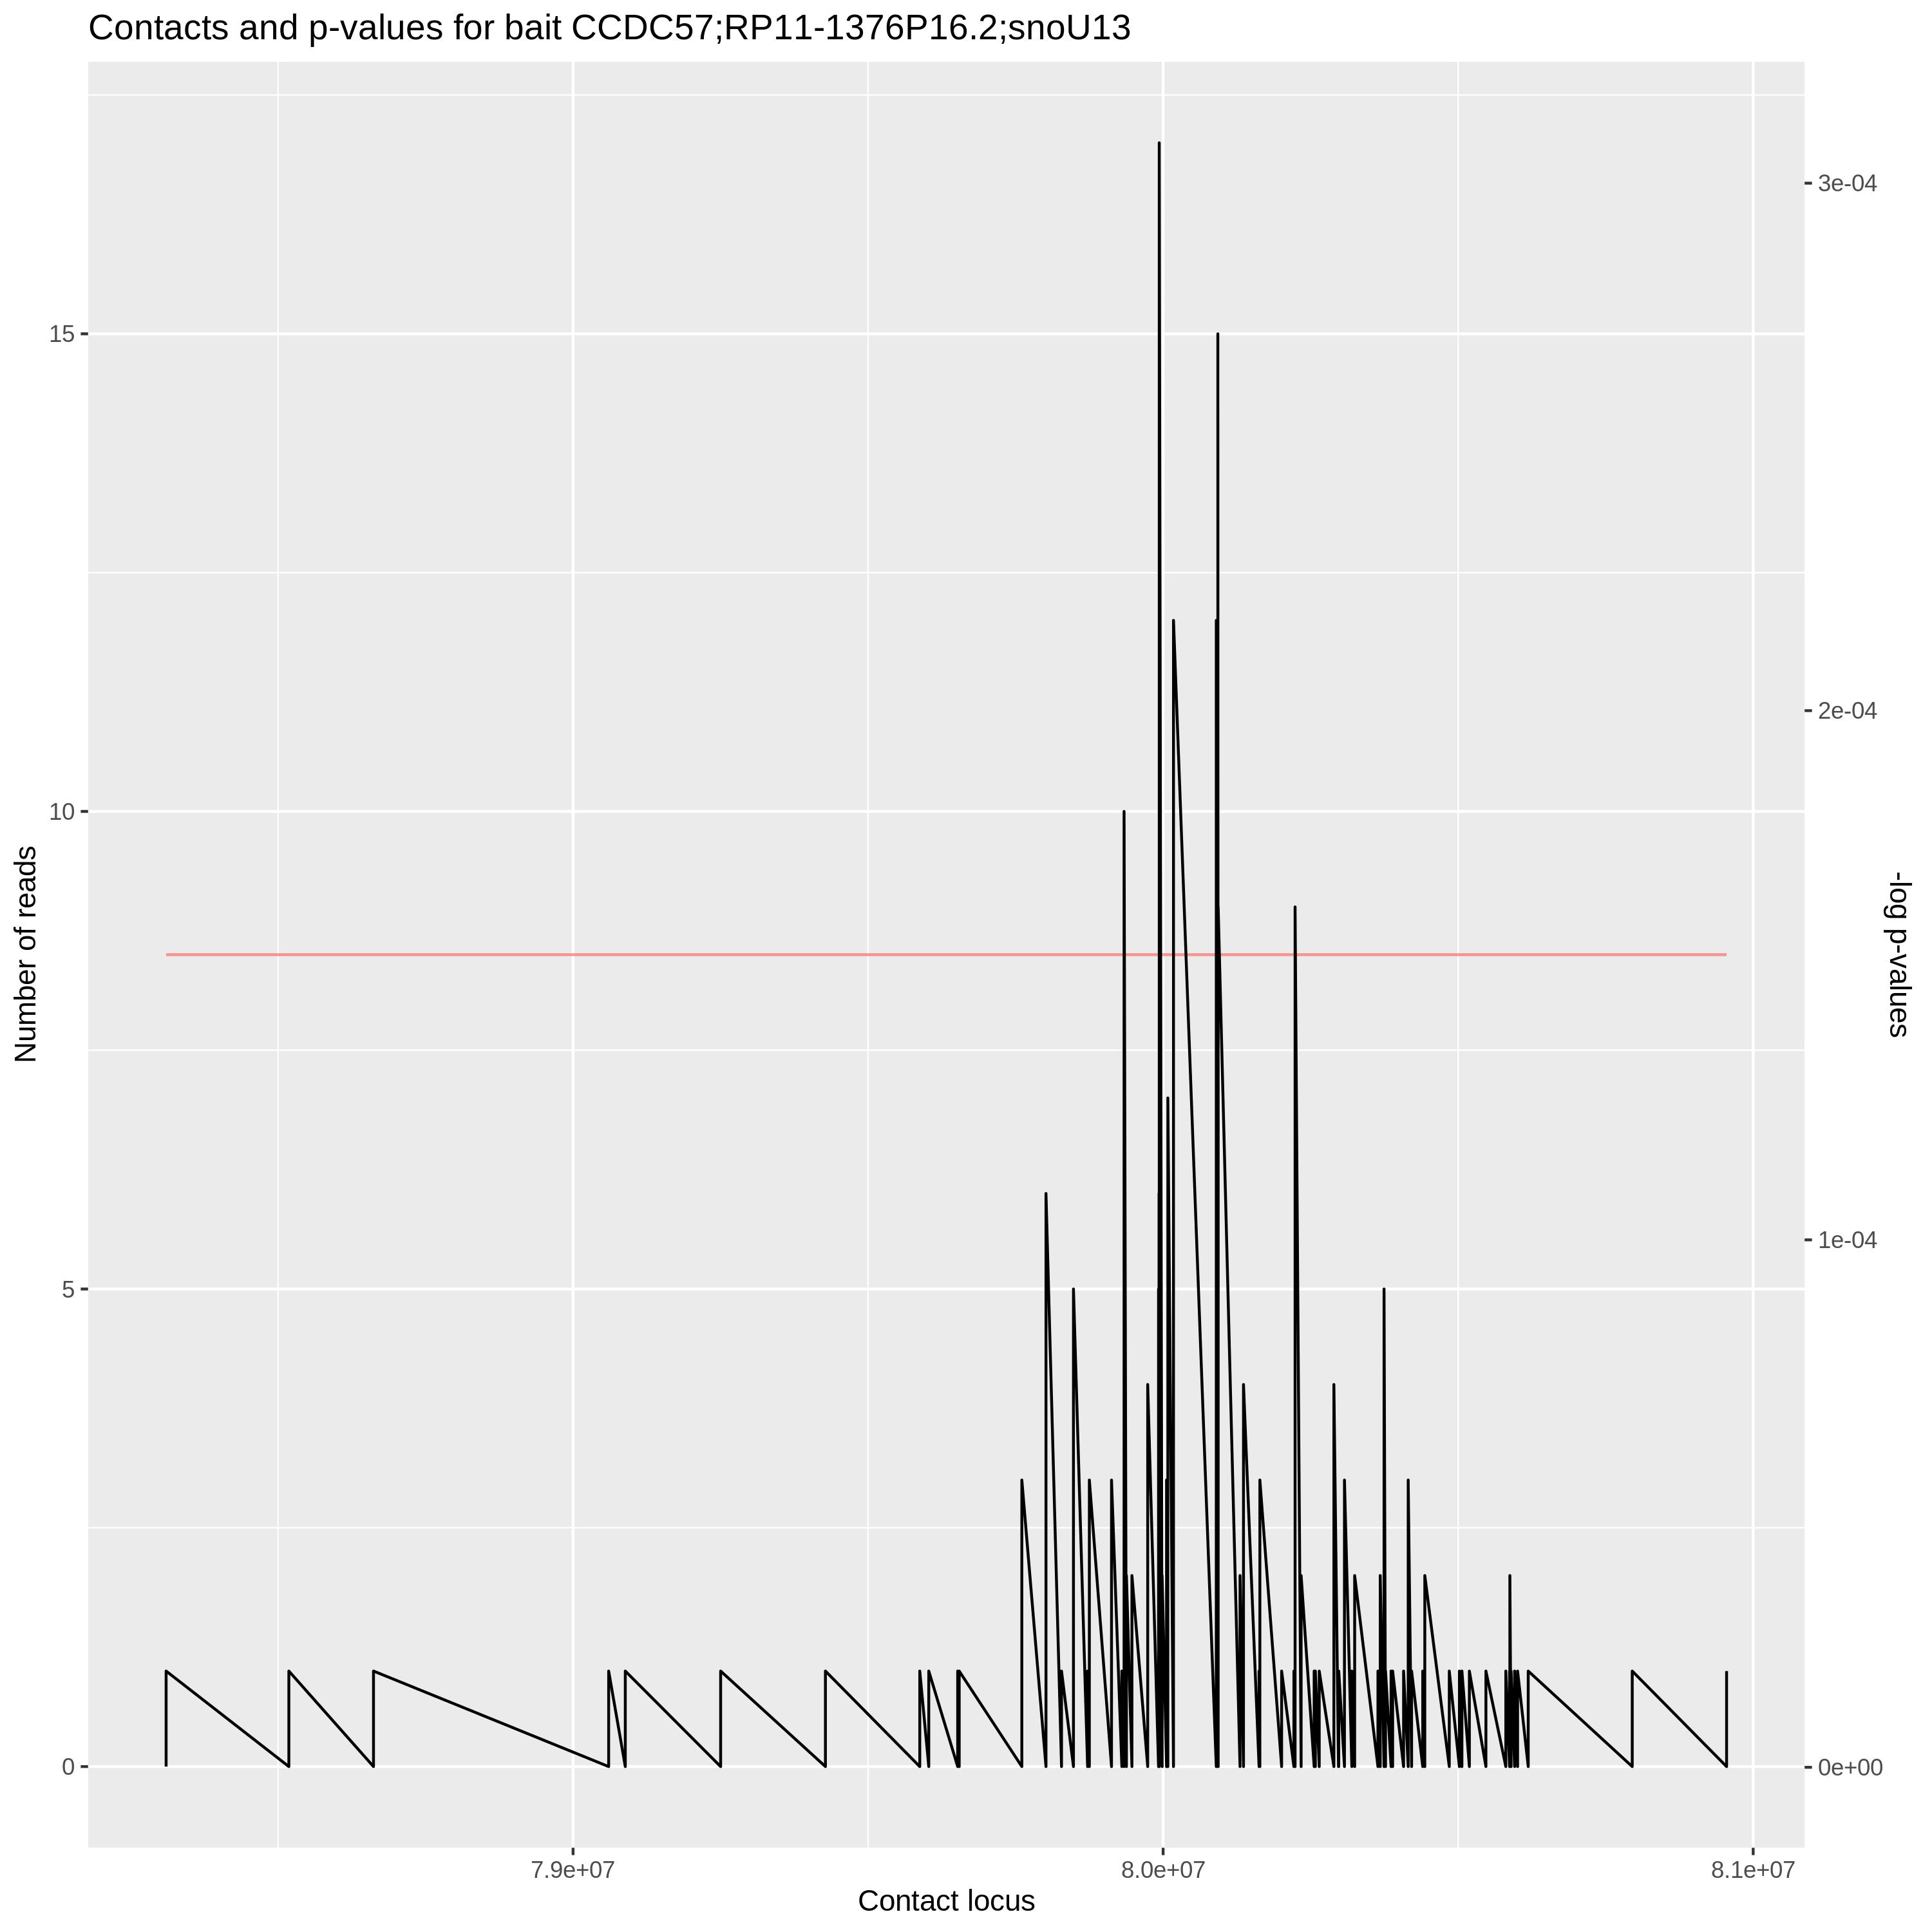 Contacts and p-values for bait CCDC57;RP11-1376P16.2;snoU13
Number of reads
15
10
5
0
3e-04
2e-04
1e-04
0e+00
-log p-values
7.9e+07
8.0e+07
8.1e+07
Contact locus